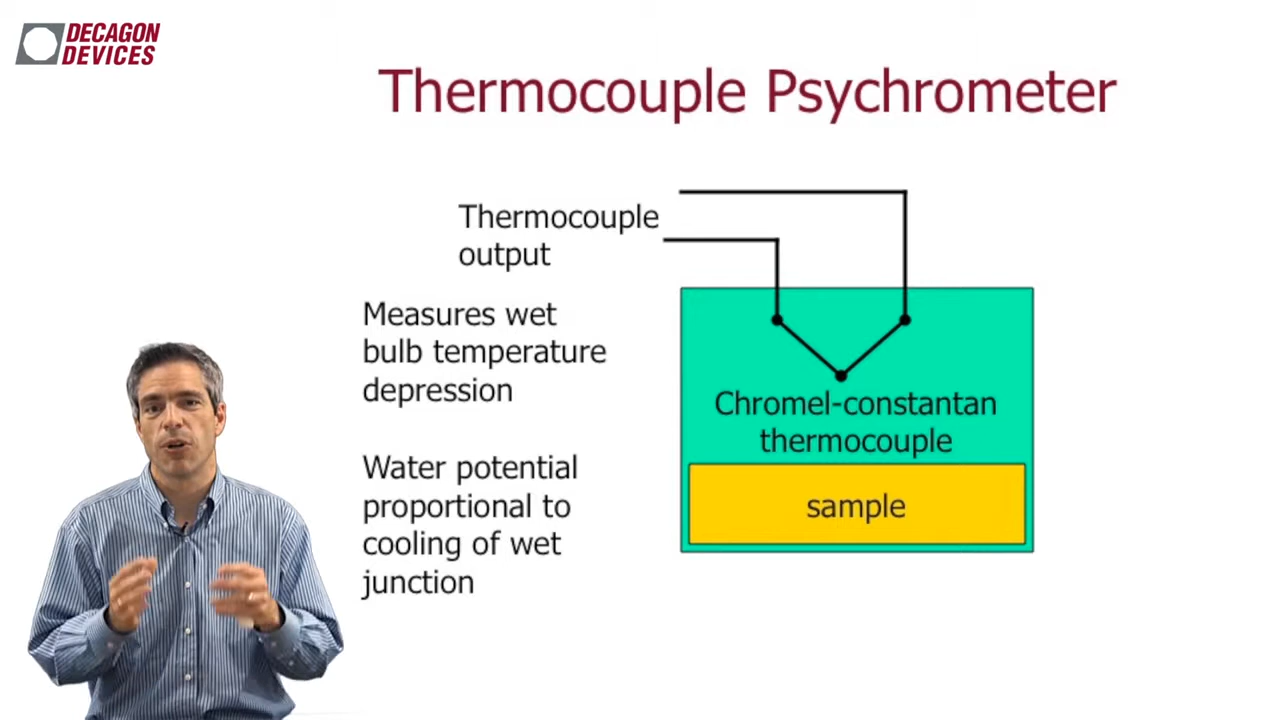 DECAGON
DEVICES
Thermocouple Psychrometer
Thermocouple
output
Measures wet
bulb temperature
depression
Water potential
proportional to
cooling of wet
junction
Chromel-constantan
thermocouple
sample